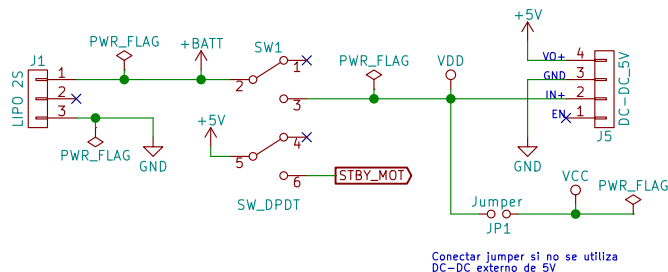 +5V
PWR_FLAG
+BATT
J1
SW1
PWR_FLAG
VDD
VO+
4
GND
3
IN+
2
EN
1
DC-DC_5V
J5
1
2
3
LIPO 2S
2
1
3
+5V
4
5
6
STBY_MOT
SW_DPDT
PWR_FLAG
GND
GND
VCC
PWR_FLAG
Jumper
JP1
Conectar jumper si no se utiliza
DC-DC externo de 5V